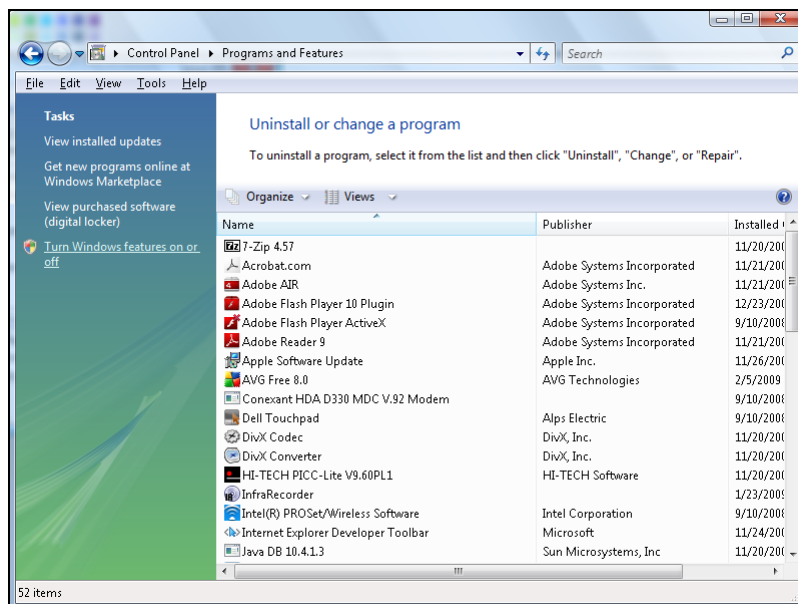 Control Panel Programs and Features Search
File Edit View Tools Help
Tasks
View installed updates
Get new programs online at
Windows Marketplace
View purchased software
(digital locker)
Turn Windows features on or
off
Uninstall or change a program
To uninstall a program, select it from the list and then click "Uninstall", "Change", or "Repair".
Organize Views
Name Publisher Installed
7-Zip 4.57 11/20/200
Acrobat.com Adobe Systems Incorporated 11/21/200
Adobe AIR Adobe Systems Inc. 11/21/200
Adobe Flash Player 10 Plugin Adobe Systems Incorporated 12/23/200
Adobe Flash Player ActiveX Adobe Systems Incorporated 9/10/2008
Adobe Reader 9 Adobe Systems Incorporated 11/21/200
Apple Software Update Apple Inc. 11/26/200
AVG Free 8.0 AVG Technologies 2/5/2009
Conexant HDA D330 MDC V.92 Modem 9/10/2008
Dell Touchpad Alps Electric 9/10/2008
DivX Codec DivX, Inc. 11/20/200
DivX Converter DivX, Inc. 11/20/200
HI-TECH PICC-Lite V9.60PL1 HI-TECH Software 11/20/200
InfraRecorder 1/23/2009
Intel(R) PROSet/Wireless Software Intel Corporation 9/10/2008
Internet Explorer Developer Toolbar Microsoft 11/24/200
Java DB 10.4.1.3 Sun Microsystems, Inc 11/20/200
52 items